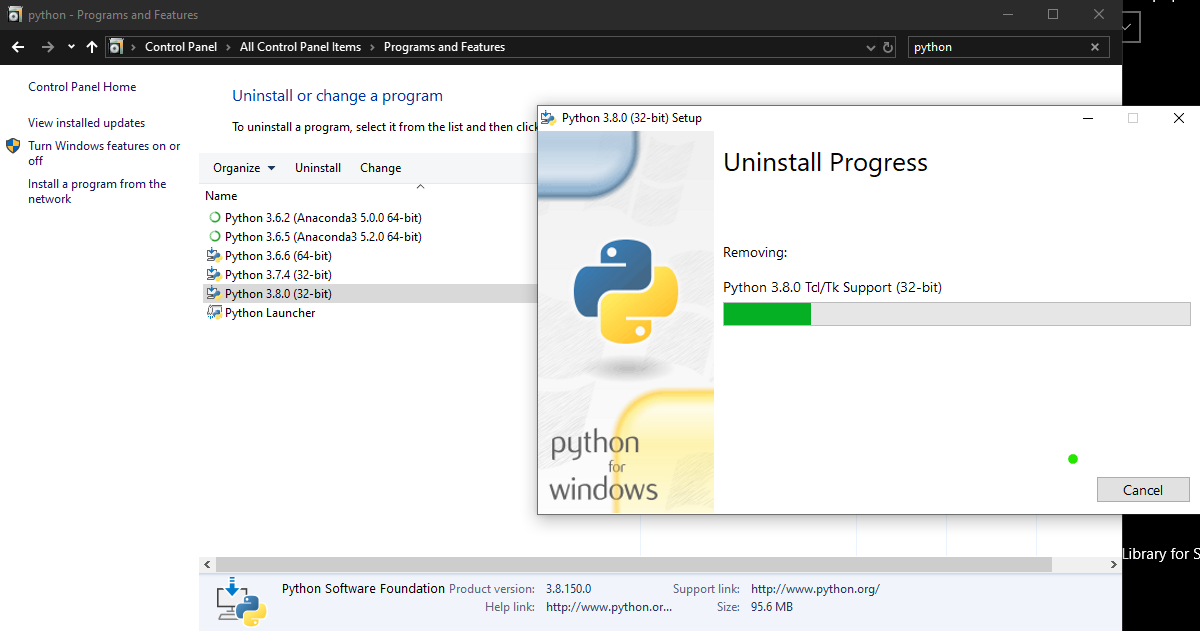 python - Programs and Features
Control Panel > All Control Panel Items > Programs and Features
python
Control Panel Home
View installed updates
Turn Windows features on or
off
Install a program from the
network
Uninstall or change a program
To uninstall a program, select it from the list and then click
Organize Uninstall Change
Name
Python 3.6.2 (Anaconda3 5.0.0 64-bit)
Python 3.6.5 (Anaconda3 5.2.0 64-bit)
Python 3.6.6 (64-bit)
Python 3.7.4 (32-bit)
Python 3.8.0 (32-bit)
Python Launcher
Python 3.8.0 (32-bit) Setup
Uninstall Progress
Removing:
Python 3.8.0 Tcl/Tk Support (32-bit)
python
for
windows
Cancel
Library for S
Python Software Foundation Product version: 3.8.150.0 Support link: http://www.python.org/
Help link: http://www.python.or... Size: 95.6 MB